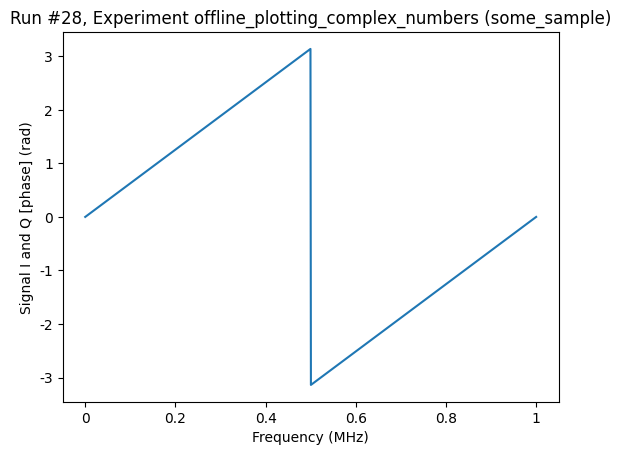 Run #28, Experiment offline_plotting_complex_numbers (some_sample)
Signal I and Q [phase] (rad)
3
2
1
0
-1
-2
-3
0 0.2 0.4 0.6 0.8 1
Frequency (MHz)